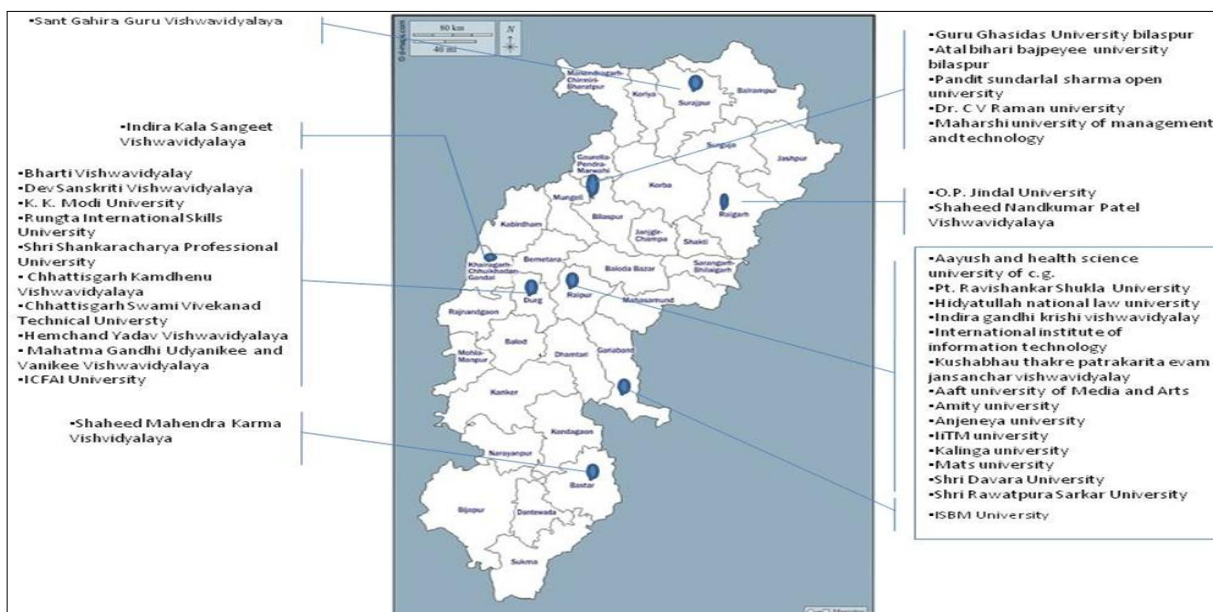 •Sant Gahira Guru Vishwavidyalaya
•Indira Kala Sangeet
Vishwavidyalaya
•Bharti Vishwavidyalay
•Dev Sanskriti Vishwavidyalaya
•K. K. Modi University
•Rungta International Skills
University
•Shri Shankaracharya Professional
University
• Chhattisgarh Kamdhenu
Vishwavidyalaya
•Chhattisgarh Swami Vivekanad
Technical Universty
•Hemchand Yadav Vishwavidyalaya
• Mahatma Gandhi Udyanikee and
Vanikee Vishwavidyalaya
•ICFAI University
•Shaheed Mahendra Karma
Vishvidyalaya
80 km
40 mi
N
Manendragarh-
Chirmiri-
Bharatpur
Koriya
Surajpur
Balrampur
Surguja
Jashpur
Gaurella-
Pendra-
Marwahi
Korba
Mungeli
Bilaspur
Raigarh
Janjgir-
Champa
Shakti
Kabirdham
Bemetara
Baloda Bazar
Sarangarh-
Bhilaigarh
Khairagarh-
Chhuikhadan-
Gandai
Durg
Raipur
Mahasamund
Rajnandgaon
Balod
Dhamtari
Gariaband
Mohla-
Manpur
Kanker
Kondagaon
Narayanpur
Bastar
Bijapur
Dantewada
Sukma
•Guru Ghasidas University bilaspur
•Atal bihari bajpeyee university
bilaspur
•Pandit sundarlal sharma open
university
•Dr. C V Raman university
•Maharshi university of management
and technology
•O.P. Jindal University
•Shaheed Nandkumar Patel
Vishwavidyalaya
•Aayush and health science
university of c.g.
•Pt. Ravishankar Shukla University
•Hidyatullah national law university
•Indira gandhi krishi vishwavidyalay
•International institute of
information technology
•Kushabhau thakre patrakarita evam
jansanchar vishwavidyalay
•Aaft university of Media and Arts
•Amity university
•Anjeneya university
•IiTM university
•Kalinga university
•Mats university
•Shri Davara University
•Shri Rawatpura Sarkar University
•ISBM University